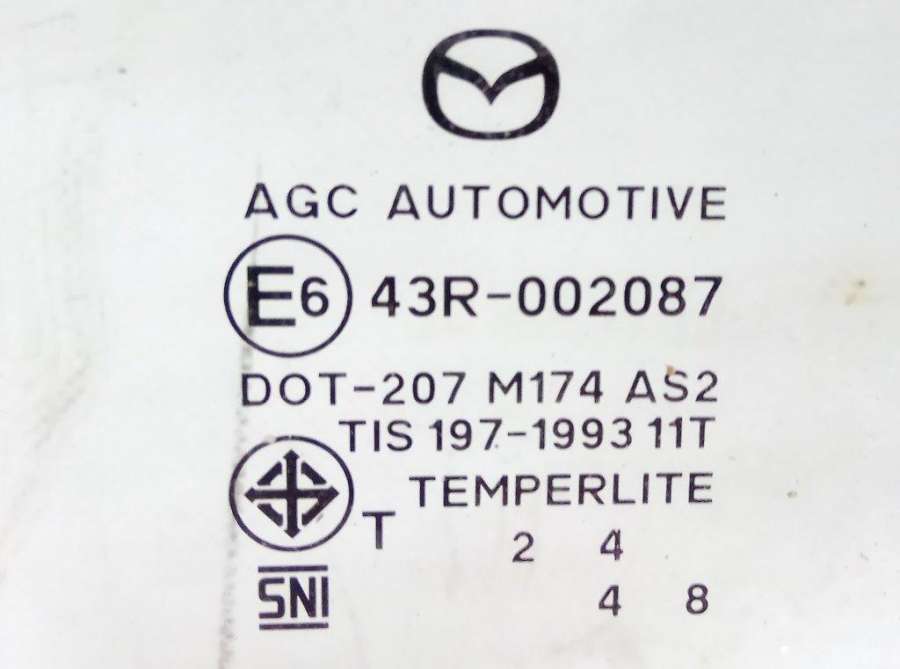 AGC AUTOMOTIVE
E6 43R-002087
DOT-207 M174 AS2
TIS 197-1993 11T
TEMPERLITE
T
2 4
SNI
4 8